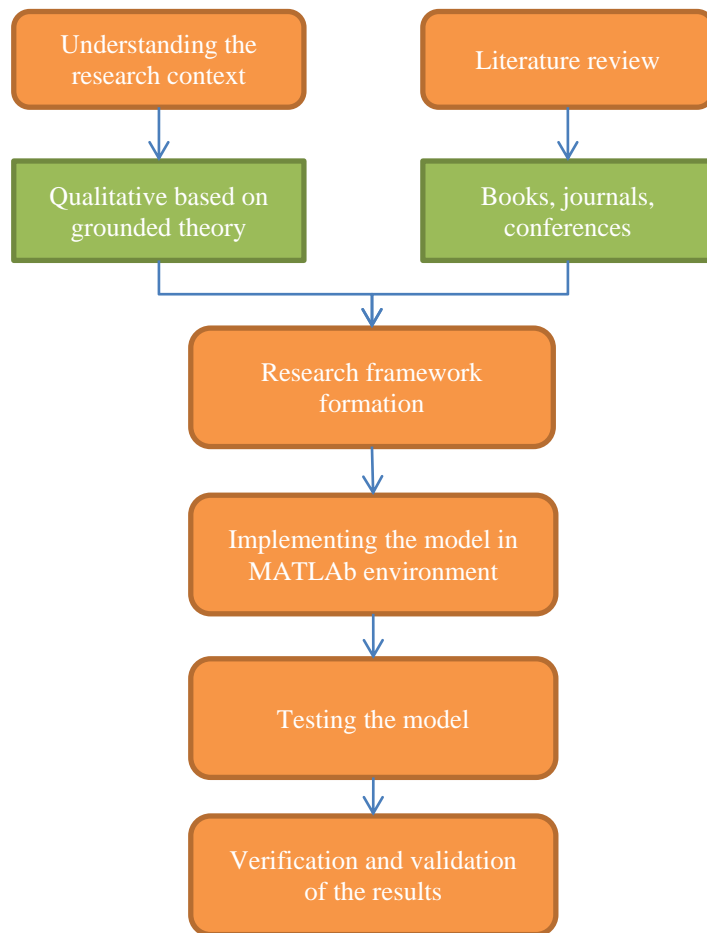 Understanding the
research context
Literature review
Qualitative based on
grounded theory
Books, journals,
conferences
Research framework
formation
Implementing the model in
MATLAb environment
Testing the model
Verification and validation
of the results